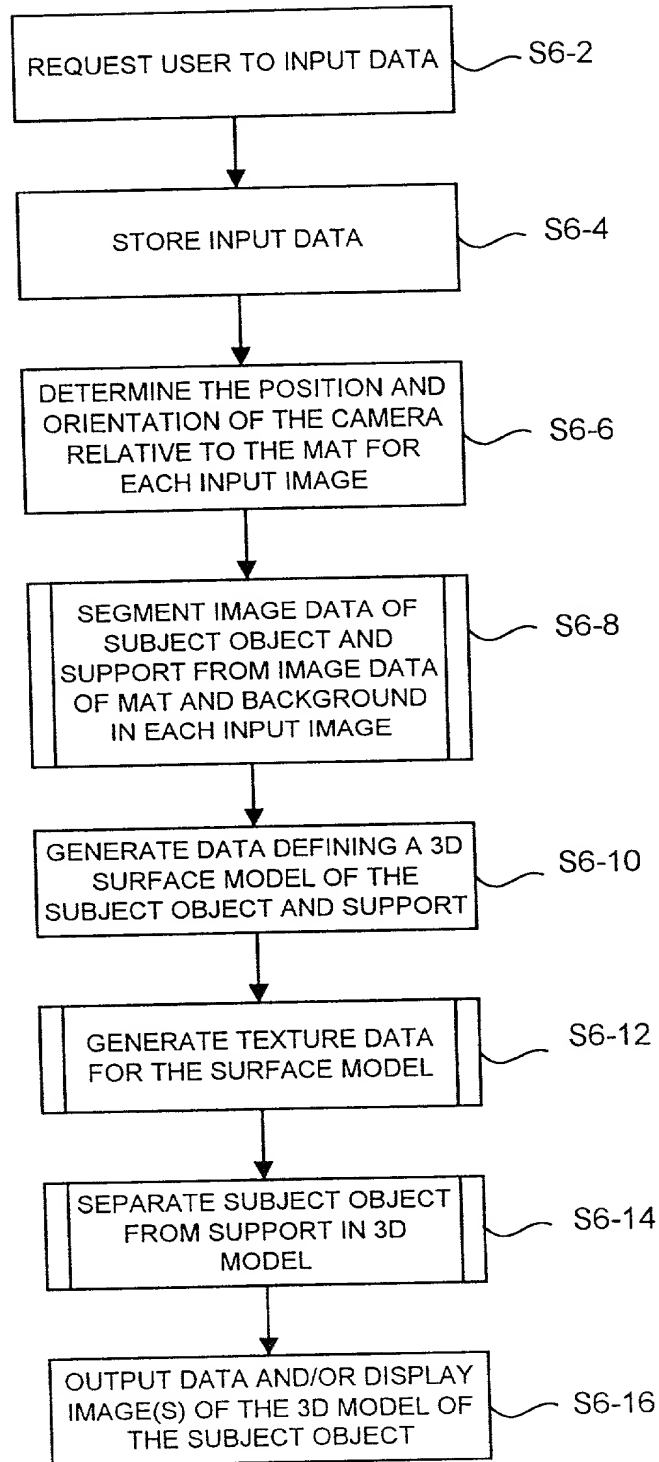 REQUEST USER TO INPUT DATA
S6-2
STORE INPUT DATA
S6-4
DETERMINE THE POSITION AND
ORIENTATION OF THE CAMERA
RELATIVE TO THE MAT FOR
EACH INPUT IMAGE
S6-6
SEGMENT IMAGE DATA OF
SUBJECT OBJECT AND
SUPPORT FROM IMAGE DATA
OF MAT AND BACKGROUND
IN EACH INPUT IMAGE
S6-8
GENERATE DATA DEFINING A 3D
SURFACE MODEL OF THE
SUBJECT OBJECT AND SUPPORT
S6-10
GENERATE TEXTURE DATA
FOR THE SURFACE MODEL
S6-12
SEPARATE SUBJECT OBJECT
FROM SUPPORT IN 3D
MODEL
S6-14
OUTPUT DATA AND/OR DISPLAY
IMAGE(S) OF THE 3D MODEL OF
THE SUBJECT OBJECT
S6-16